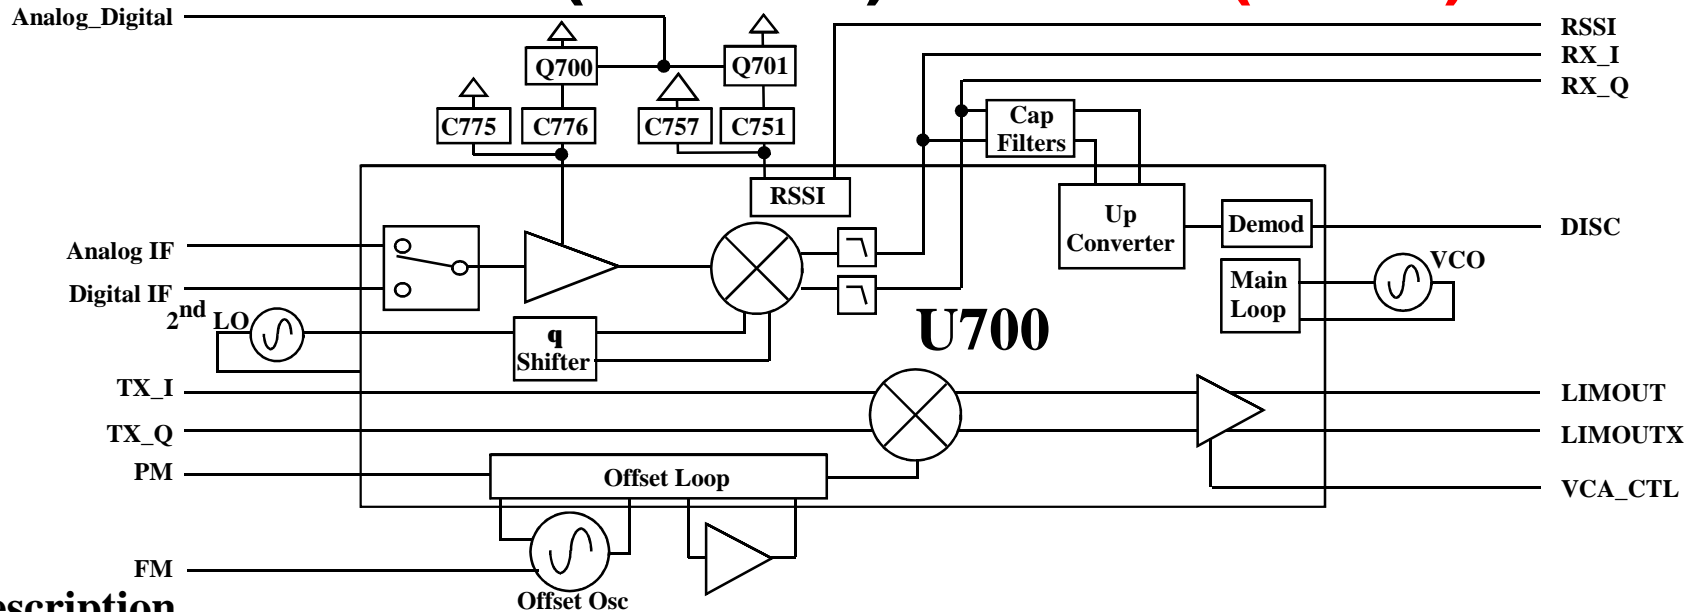 Analog_Digital
RSSI
RX_I
RX_Q
Q700
Q701
C775
C776
C757
C751
Cap
Filters
RSSI
Up
Converter
Demod
DISC
Analog IF
Digital IF
2nd LO
q
Shifter
Main
Loop
VCO
U700
TX_I
TX_Q
PM
FM
LIMOUT
LIMOUTX
VCA_CTL
Offset Loop
Offset Osc